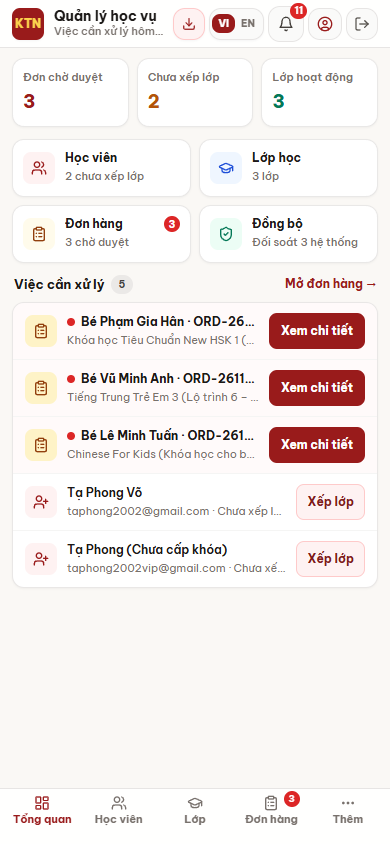 KTN
Quản lý học vụ
Việc cần xử lý hôm...
VI EN
11
Đơn chờ duyệt
3
Chưa xếp lớp
2
Lớp hoạt động
3
Học viên
2 chưa xếp lớp
Lớp học
3 lớp
Đơn hàng
3 chờ duyệt
3
Đồng bộ
Đối soát 3 hệ thống
Việc cần xử lý 5
Mở đơn hàng →
Bé Phạm Gia Hân · ORD-26...
Khóa học Tiêu Chuẩn New HSK 1 (...
Xem chi tiết
Bé Vũ Minh Anh · ORD-2611...
Tiếng Trung Trẻ Em 3 (Lộ trình 6 – ...
Xem chi tiết
Bé Lê Minh Tuấn · ORD-261...
Chinese For Kids (Khóa học cho b...
Xem chi tiết
Tạ Phong Võ
taphong2002@gmail.com · Chưa xếp l...
Xếp lớp
Tạ Phong (Chưa cấp khóa)
taphong2002vip@gmail.com · Chưa xế...
Xếp lớp
Tổng quan
Học viên
Lớp
3
Đơn hàng
Thêm